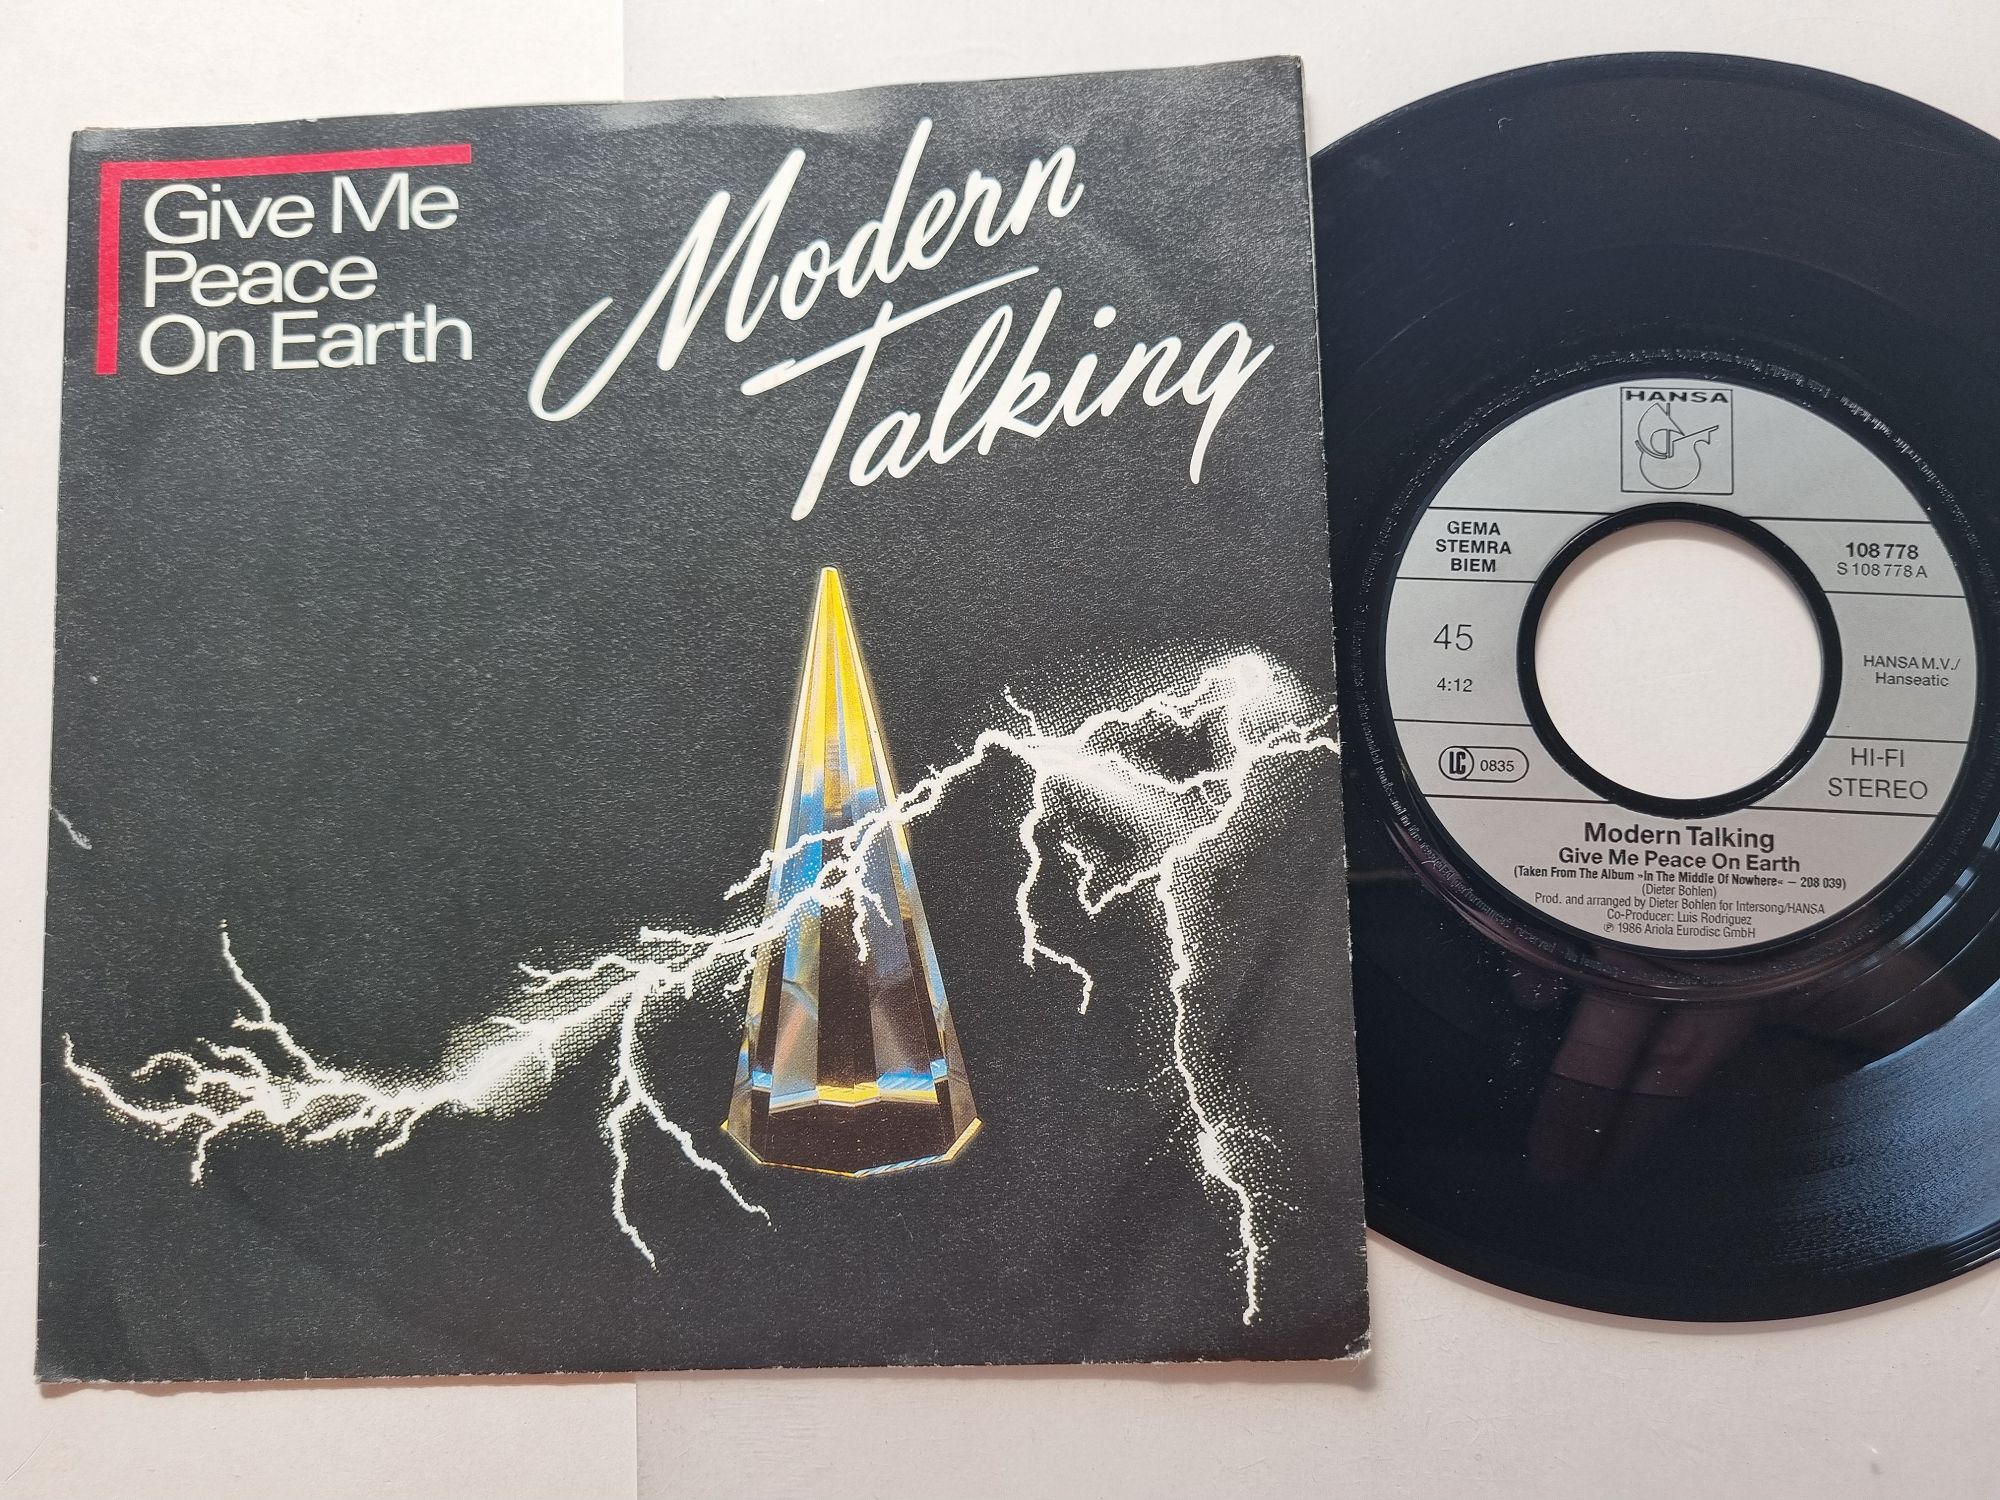 Give Me
Peace
On Earth
Modern
Talking
HANSA
GEMA
STEMRA
BIEM
108 778
S 108 778 A
45
4:12
HANSA M.V./
Hanseatic
LC 0835
HI-FI
STEREO
Modern Talking
Give Me Peace On Earth
(Taken From The Album »In The Middle Of Nowhere« – 208 039)
(Dieter Bohlen)
Prod. and arranged by Dieter Bohlen for Intersong/HANSA
Co-Producer: Luis Rodriguez
℗ 1986 Ariola Eurodisc GmbH